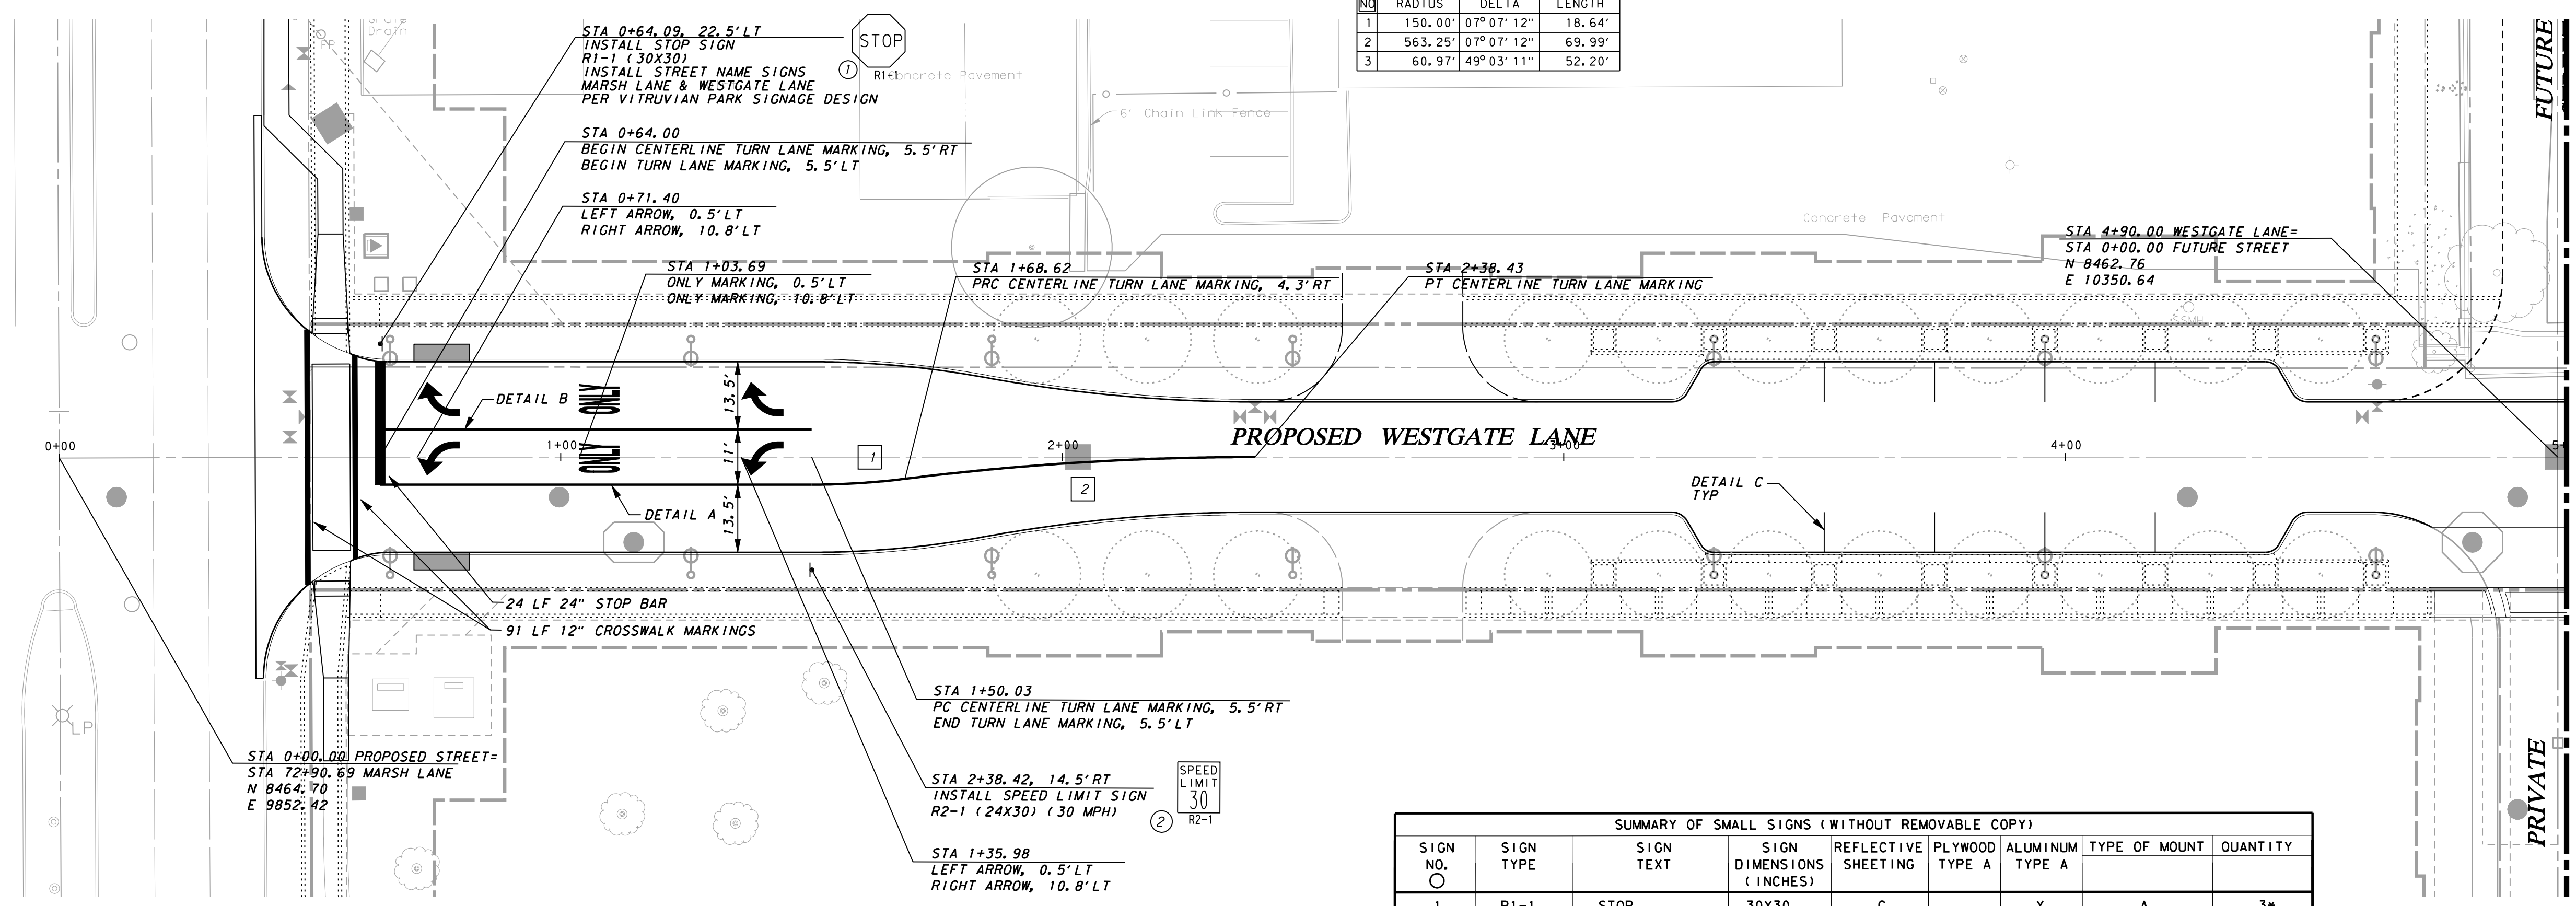 Grate
Drain
PP
STA 0+64.09, 22.5'LT
INSTALL STOP SIGN
R1-1 (30X30)
INSTALL STREET NAME SIGNS
MARSH LANE & WESTGATE LANE
PER VITRUVIAN PARK SIGNAGE DESIGN
1
STOP
R1-1
Concrete Pavement
6' Chain Link Fence
NO RADIUS DELTA LENGTH
1 150.00' 07°07'12" 18.64'
2 563.25' 07°07'12" 69.99'
3 60.97' 49°03'11" 52.20'
FUTURE
STA 0+64.00
BEGIN CENTERLINE TURN LANE MARKING, 5.5'RT
BEGIN TURN LANE MARKING, 5.5'LT
STA 0+71.40
LEFT ARROW, 0.5'LT
RIGHT ARROW, 10.8'LT
STA 1+03.69
ONLY MARKING, 0.5'LT
ONLY MARKING, 10.8'LT
STA 1+68.62
PRC CENTERLINE TURN LANE MARKING, 4.3'RT
STA 2+38.43
PT CENTERLINE TURN LANE MARKING
Concrete Pavement
STA 4+90.00 WESTGATE LANE=
STA 0+00.00 FUTURE STREET
N 8462.76
E 10350.64
SSMH
DETAIL B
ONLY
13.5'
0+00
1+00
ONLY
11'
1
2+00
PROPOSED WESTGATE LANE
3+00
4+00
5+
2
DETAIL A
13.5'
DETAIL C
TYP
24 LF 24" STOP BAR
91 LF 12" CROSSWALK MARKINGS
LP
STA 0+00.00 PROPOSED STREET=
STA 72+90.69 MARSH LANE
N 8464.70
E 9852.42
STA 1+50.03
PC CENTERLINE TURN LANE MARKING, 5.5'RT
END TURN LANE MARKING, 5.5'LT
STA 2+38.42, 14.5'RT
INSTALL SPEED LIMIT SIGN
R2-1 (24X30) (30 MPH)
2
SPEED
LIMIT
30
R2-1
STA 1+35.98
LEFT ARROW, 0.5'LT
RIGHT ARROW, 10.8'LT
PRIVATE
SUMMARY OF SMALL SIGNS (WITHOUT REMOVABLE COPY)
SIGN NO. SIGN TYPE SIGN TEXT SIGN DIMENSIONS (INCHES) REFLECTIVE SHEETING PLYWOOD TYPE A ALUMINUM TYPE A TYPE OF MOUNT QUANTITY
1 R1-1 STOP 30X30 C X A 3*